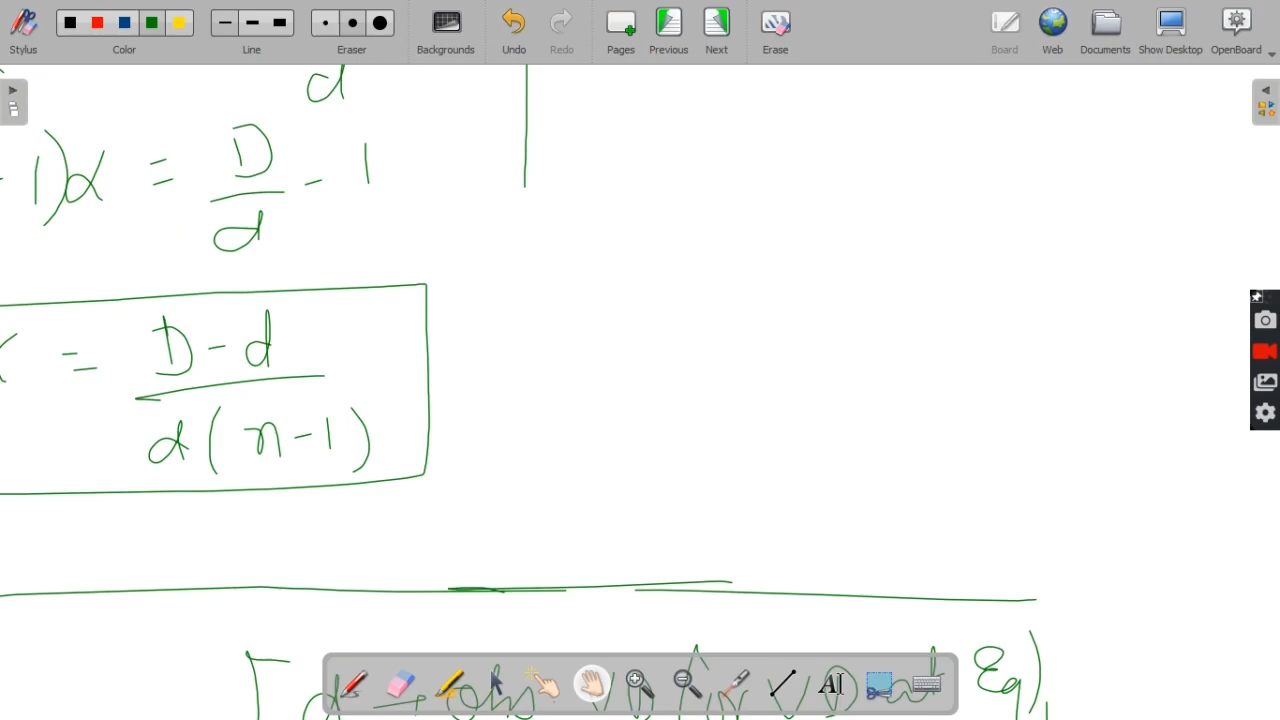 Stylus Color Line Eraser Backgrounds Undo Redo Pages Previous Next Erase Board Web Documents Show Desktop OpenBoard
d
1)α = D/d - 1
= D - d / d(n-1)
d → obs V.D
Eq)